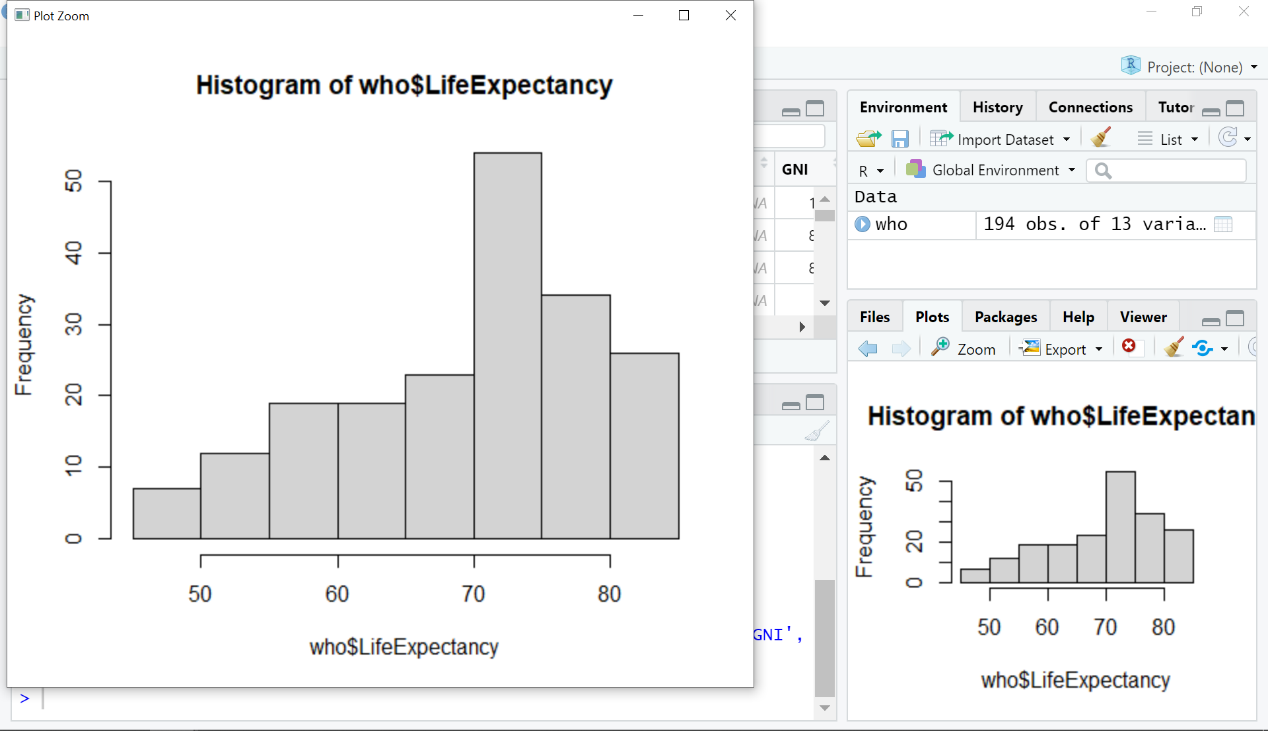 Plot Zoom
Histogram of who$LifeExpectancy
Frequency
0
10
20
30
40
50
50
60
70
80
who$LifeExpectancy
>
Project: (None)
GNI
NA
1
NA
8
NA
8
NA
GNI',
Environment
History
Connections
Tutor
Import Dataset
List
R
Global Environment
Data
who 194 obs. of 13 varia…
Files
Plots
Packages
Help
Viewer
Zoom
Export
Histogram of who$LifeExpectan
Frequency
0
20
50
50
60
70
80
who$LifeExpectancy